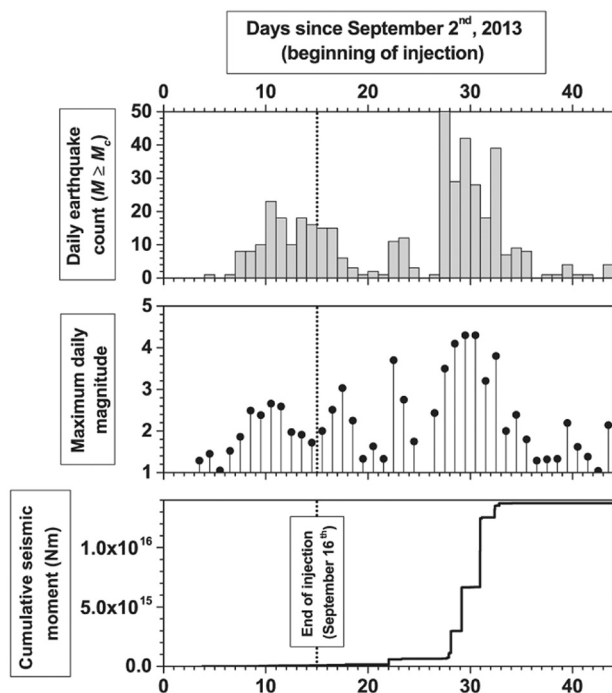 Days since September 2nd, 2013
(beginning of injection)
0 10 20 30 40
Daily earthquake
count (M ≥ Mc)
50
40
30
20
10
0
Maximum daily
magnitude
5
4
3
2
1
Cumulative seismic
moment (Nm)
1.0x10^16
5.0x10^15
0.0
End of injection
(September 16th)
0 10 20 30 40